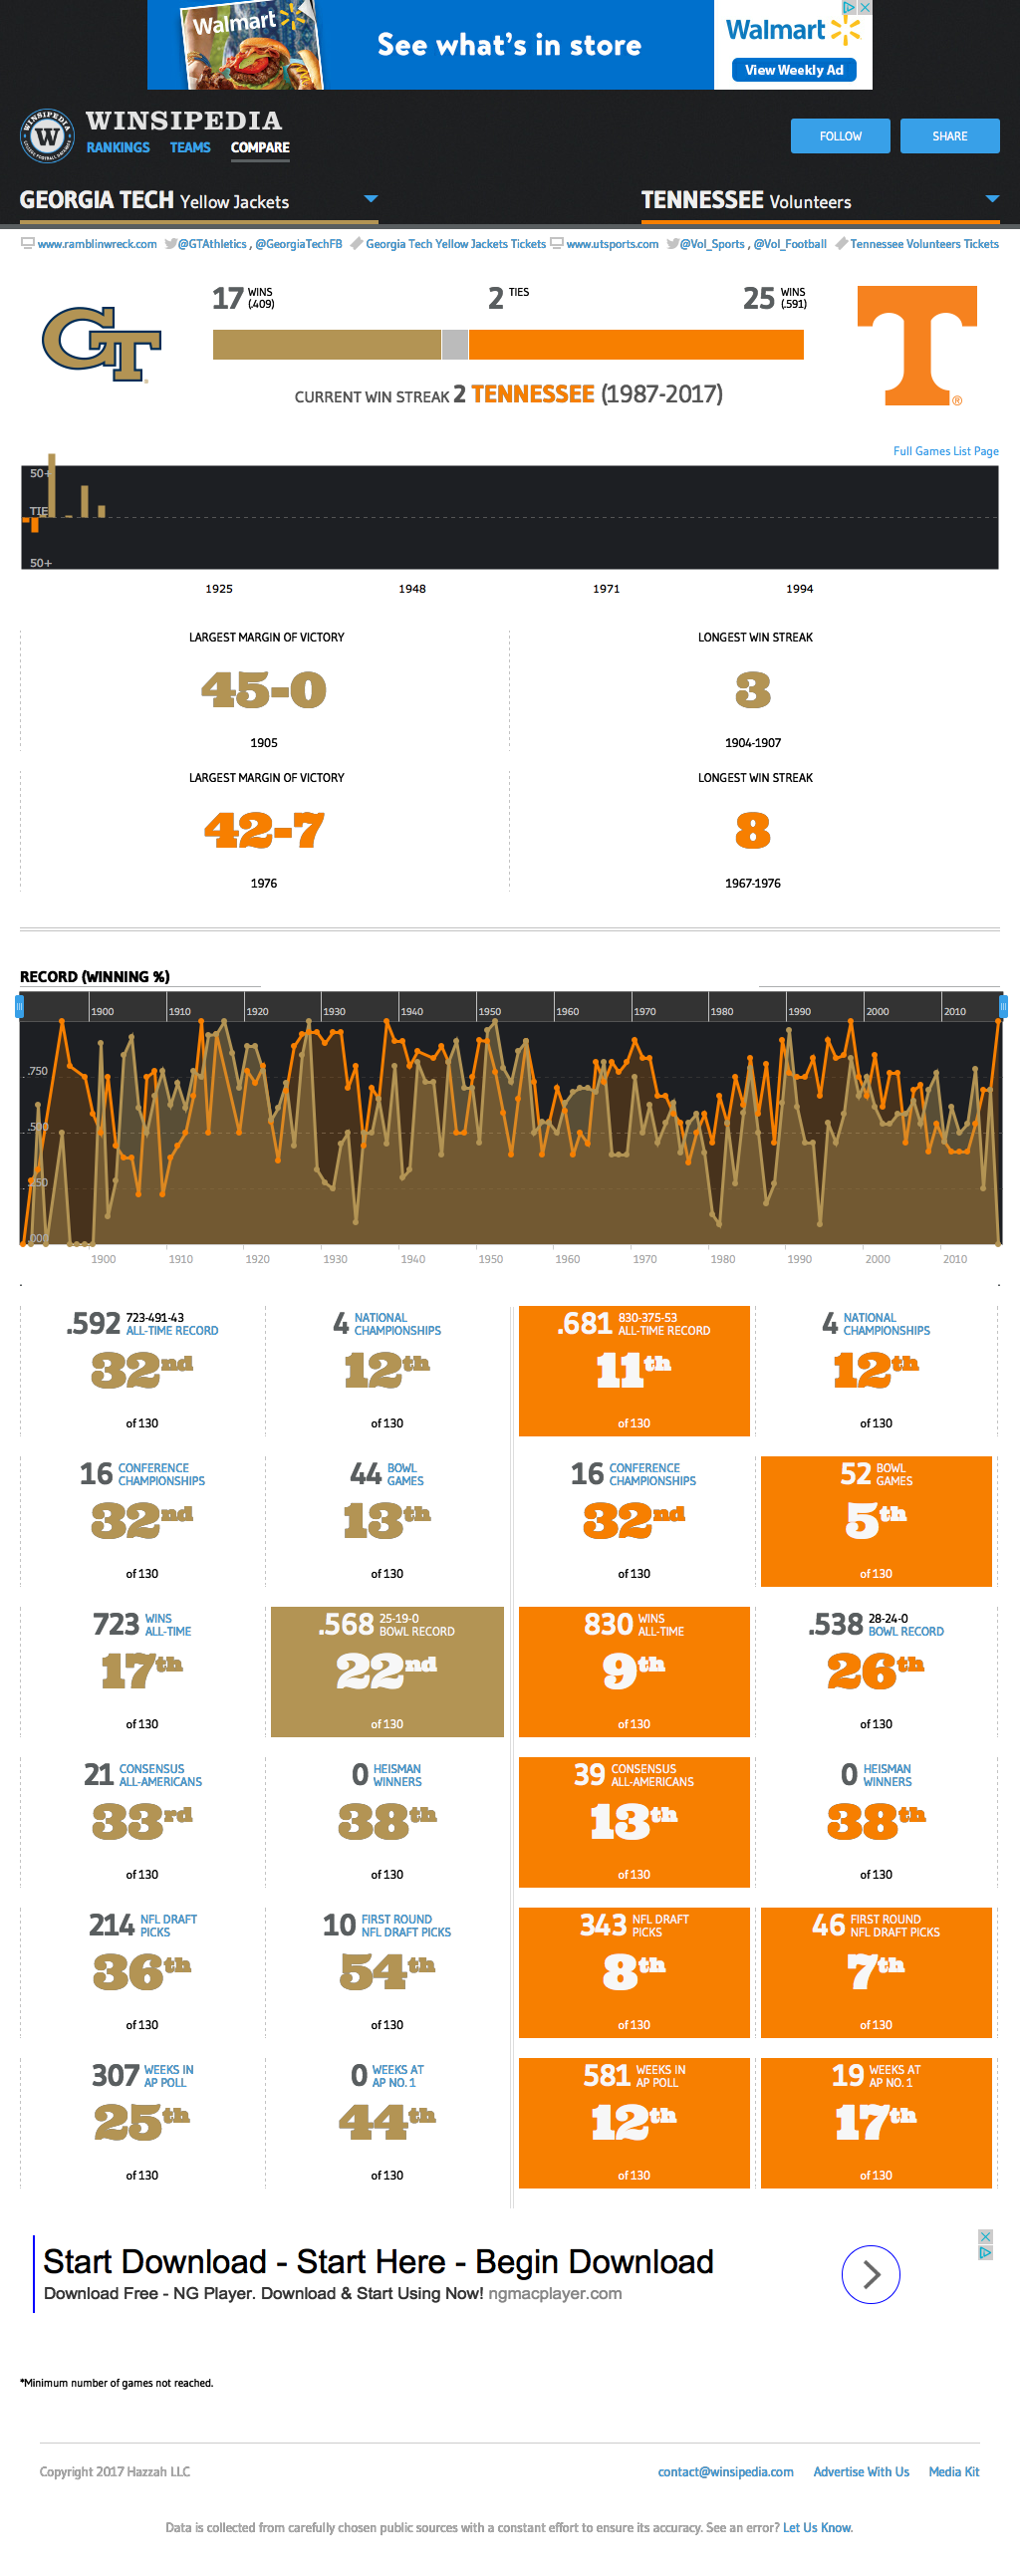 Walmart
See what's in store
Walmart
View Weekly Ad
WINSIPEDIA
W
RANKINGS TEAMS COMPARE
FOLLOW SHARE
GEORGIA TECH Yellow Jackets
TENNESSEE Volunteers
www.ramblinwreck.com @GTAthletics , @GeorgiaTechFB Georgia Tech Yellow Jackets Tickets www.utsports.com @Vol_Sports , @Vol_Football Tennessee Volunteers Tickets
17 WINS (.409)
2 TIES
25 WINS (.591)
GT
T
®
CURRENT WIN STREAK 2 TENNESSEE (1987-2017)
Full Games List Page
50+
TIE
50+
1925 1948 1971 1994
LARGEST MARGIN OF VICTORY LONGEST WIN STREAK
45-0 3
1905 1904-1907
LARGEST MARGIN OF VICTORY LONGEST WIN STREAK
42-7 8
1976 1967-1976
RECORD (WINNING %)
1900 1910 1920 1930 1940 1950 1960 1970 1980 1990 2000 2010
.750
.500
.250
.000
1900 1910 1920 1930 1940 1950 1960 1970 1980 1990 2000 2010
.592 723-491-43 ALL-TIME RECORD 4 NATIONAL CHAMPIONSHIPS .681 830-375-53 ALL-TIME RECORD 4 NATIONAL CHAMPIONSHIPS
32nd 12th 11th 12th
of 130 of 130 of 130 of 130
16 CONFERENCE CHAMPIONSHIPS 44 BOWL GAMES 16 CONFERENCE CHAMPIONSHIPS 52 BOWL GAMES
32nd 13th 32nd 5th
of 130 of 130 of 130 of 130
723 WINS ALL-TIME .568 25-19-0 BOWL RECORD 830 WINS ALL-TIME .538 28-24-0 BOWL RECORD
17th 22nd 9th 26th
of 130 of 130 of 130 of 130
21 CONSENSUS ALL-AMERICANS 0 HEISMAN WINNERS 39 CONSENSUS ALL-AMERICANS 0 HEISMAN WINNERS
33rd 38th 13th 38th
of 130 of 130 of 130 of 130
214 NFL DRAFT PICKS 10 FIRST ROUND NFL DRAFT PICKS 343 NFL DRAFT PICKS 46 FIRST ROUND NFL DRAFT PICKS
36th 54th 8th 7th
of 130 of 130 of 130 of 130
307 WEEKS IN AP POLL 0 WEEKS AT AP NO. 1 581 WEEKS IN AP POLL 19 WEEKS AT AP NO. 1
25th 44th 12th 17th
of 130 of 130 of 130 of 130
Start Download - Start Here - Begin Download
Download Free - NG Player. Download & Start Using Now! ngmacplayer.com
*Minimum number of games not reached.
Copyright 2017 Hazzah LLC contact@winsipedia.com Advertise With Us Media Kit
Data is collected from carefully chosen public sources with a constant effort to ensure its accuracy. See an error? Let Us Know.